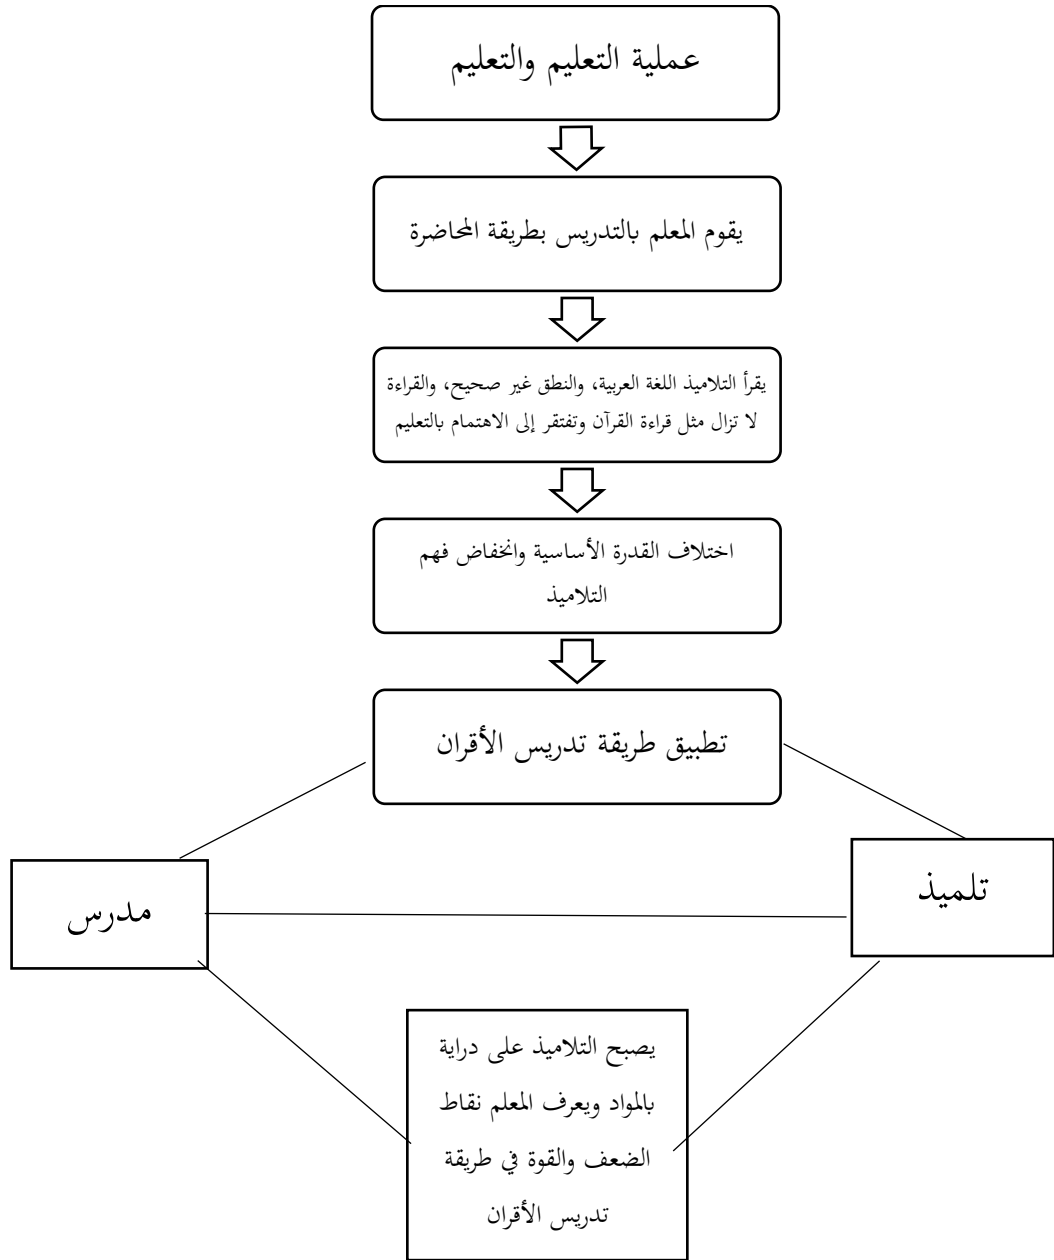 عملية التعليم والتعليم
يقوم المعلم بالتدريس بطريقة المحاضرة
يقرأ التلاميذ اللغة العربية، والنطق غير صحيح، والقراءة
لا تزال مثل قراءة القرآن وتفتقر إلى الاهتمام بالتعليم
اختلاف القدرة الأساسية وانخفاض فهم
التلاميذ
تطبيق طريقة تدريس الأقران
تلميذ
مدرس
يصبح التلاميذ على دراية
بالمواد ويعرف المعلم نقاط
الضعف والقوة في طريقة
تدريس الأقران